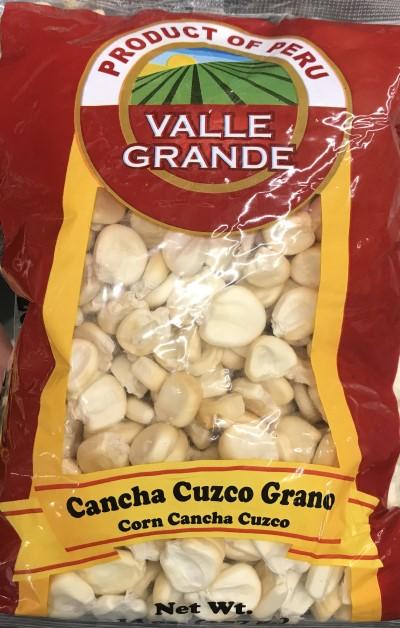 PRODUCT OF PERU
VALLE
GRANDE
Cancha Cuzco Grano
Corn Cancha Cuzco
Net Wt.